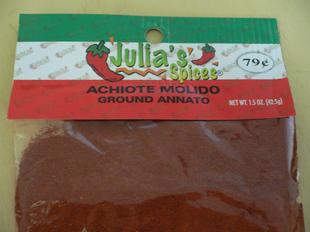 Julia's
Spices®
79¢
ACHIOTE MOLIDO
GROUND ANNATO
NET WT. 1.5 OZ. (42.5g)